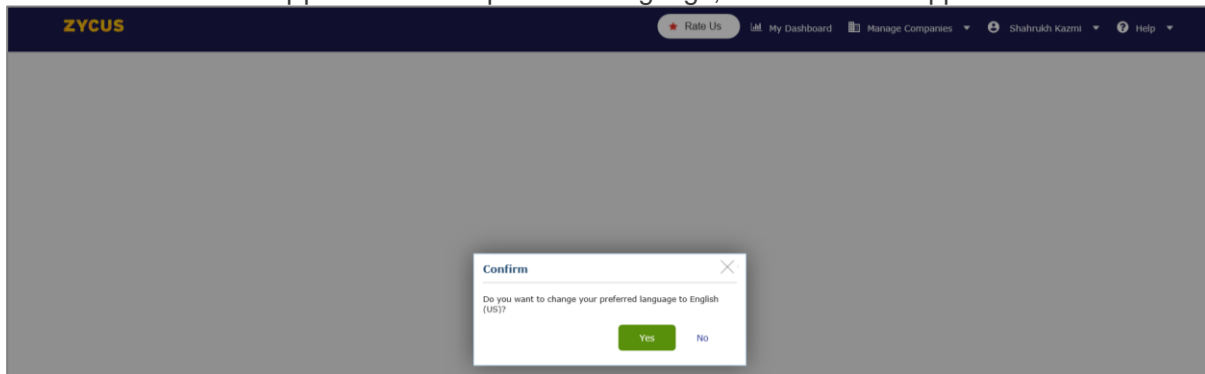 ZYCUS
Rate Us
My Dashboard
Manage Companies
Shahrukh Kazmi
Help
Confirm
Do you want to change your preferred language to English
(US)?
Yes
No